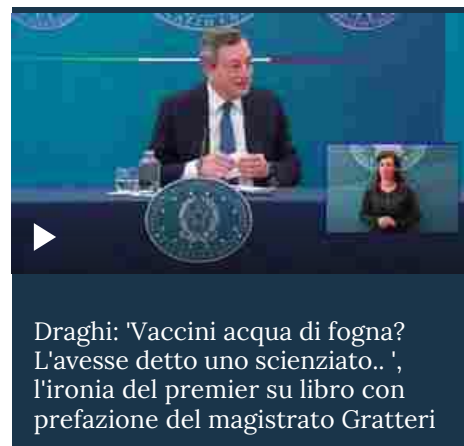 Draghi: 'Vaccini acqua di fogna?
L'avesse detto uno scienziato.. ',
l'ironia del premier su libro con
prefazione del magistrato Gratteri